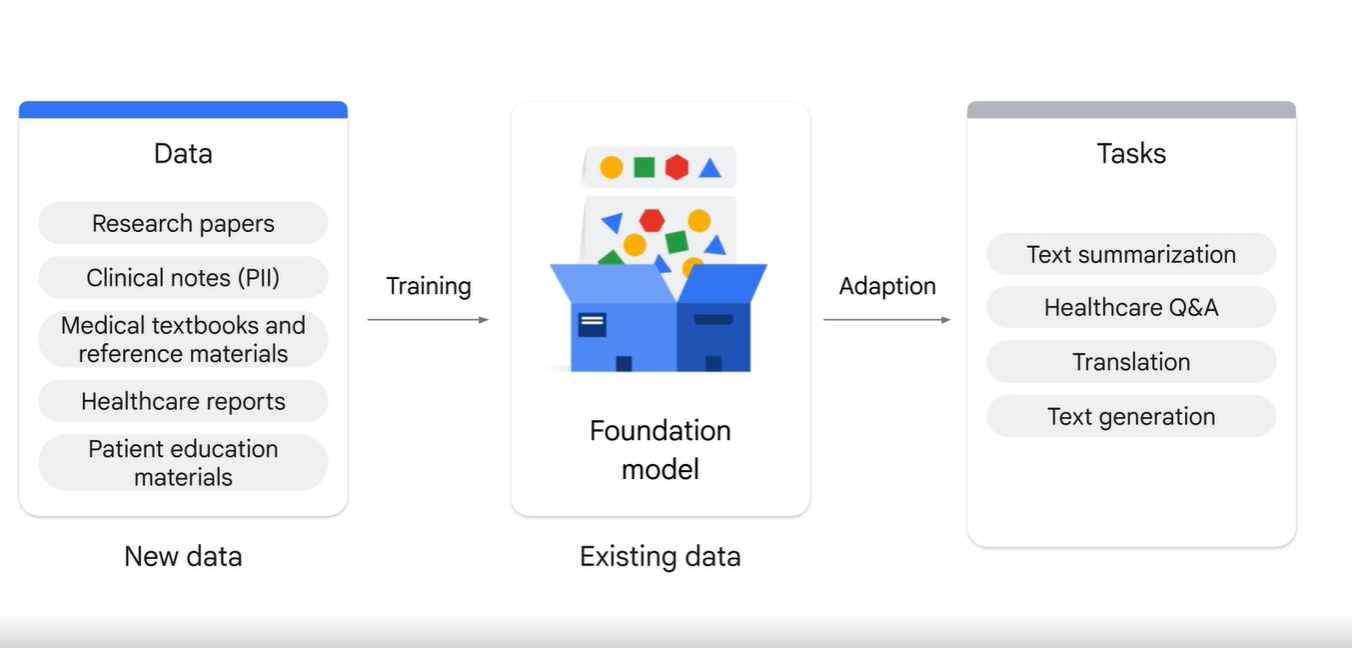 Data
Research papers
Clinical notes (PII)
Medical textbooks and
reference materials
Healthcare reports
Patient education
materials
New data
Training
Foundation
model
Existing data
Adaption
Tasks
Text summarization
Healthcare Q&A
Translation
Text generation